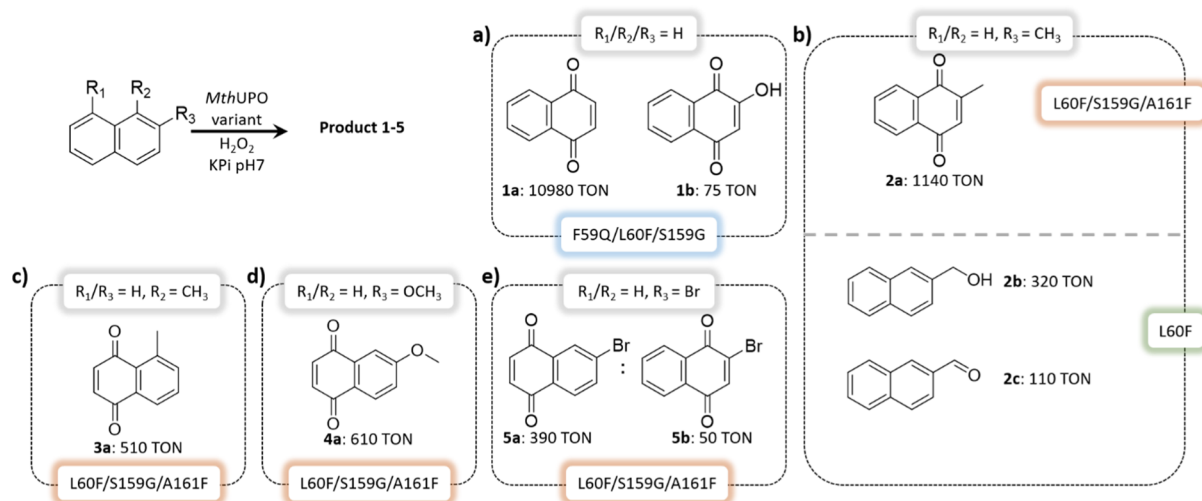 R₁ R₂ R₃
MthUPO
variant
H₂O₂
KPi pH7
Product 1-5
a)
R₁/R₂/R₃ = H
O
O
O
OH
O
1a: 10980 TON
1b: 75 TON
F59Q/L60F/S159G
b)
R₁/R₂ = H, R₃ = CH₃
O
O
L60F/S159G/A161F
2a: 1140 TON
OH
2b: 320 TON
L60F
O
2c: 110 TON
c)
R₁/R₃ = H, R₂ = CH₃
O
O
3a: 510 TON
L60F/S159G/A161F
d)
R₁/R₂ = H, R₃ = OCH₃
O
O
O
4a: 610 TON
L60F/S159G/A161F
e)
R₁/R₂ = H, R₃ = Br
O
Br
O
:
O
Br
O
5a: 390 TON
5b: 50 TON
L60F/S159G/A161F